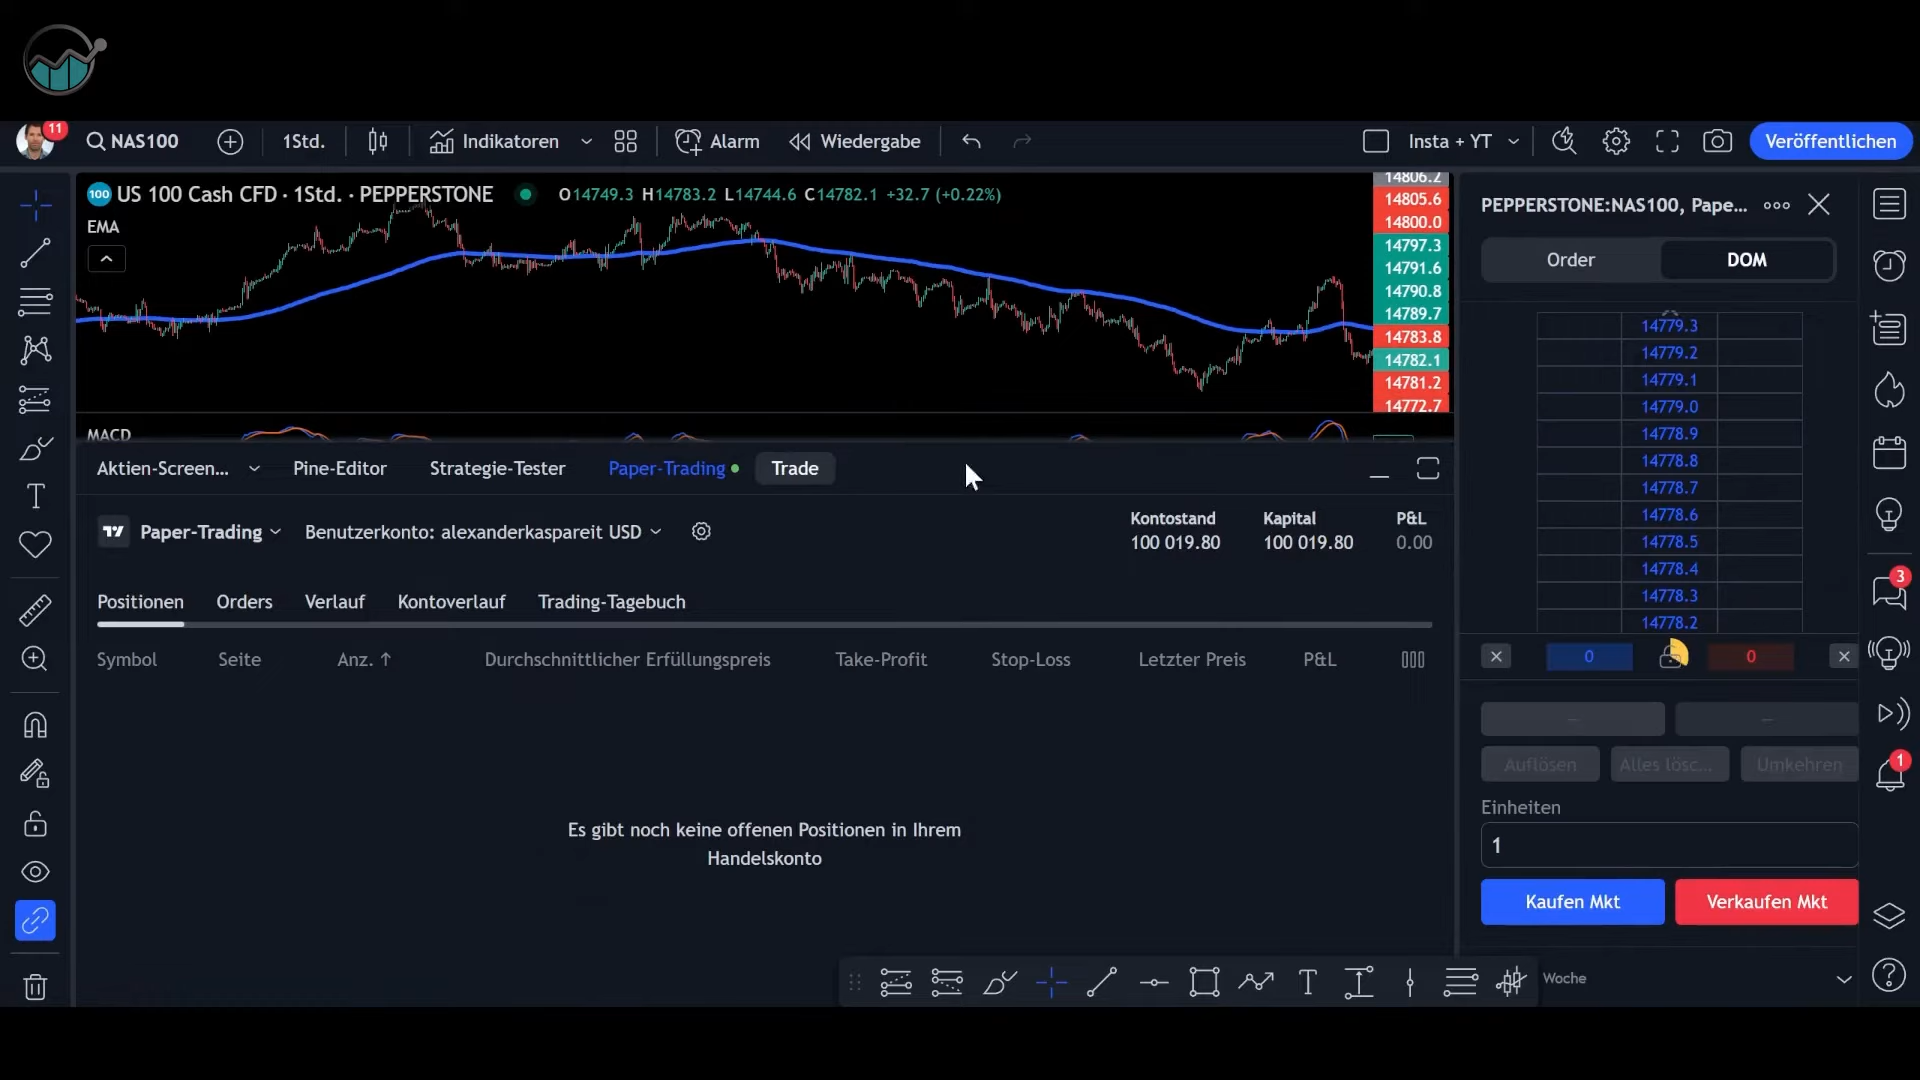 11
NAS100
1Std.
Indikatoren
Alarm
Wiedergabe
Insta + YT
Veröffentlichen
100 US 100 Cash CFD · 1Std. · PEPPERSTONE
O14749.3 H14783.2 L14744.6 C14782.1 +32.7 (+0.22%)
EMA
14806.2
14805.6
14800.0
14797.3
14791.6
14790.8
14789.7
14783.8
14782.1
14781.2
14772.7
MACD
PEPPERSTONE:NAS100, Pape...
Order
DOM
14779.3
14779.2
14779.1
14779.0
14778.9
14778.8
14778.7
14778.6
14778.5
14778.4
14778.3
14778.2
0
0
Auflösen
Alles lösc...
Umkehren
Einheiten
1
Kaufen Mkt
Verkaufen Mkt
Woche
3
1
Aktien-Screen...
Pine-Editor
Strategie-Tester
Paper-Trading
Trade
Paper-Trading
Benutzerkonto: alexanderkaspareit USD
Kontostand
100 019.80
Kapital
100 019.80
P&L
0.00
Positionen
Orders
Verlauf
Kontoverlauf
Trading-Tagebuch
Symbol
Seite
Anz. ↑
Durchschnittlicher Erfüllungspreis
Take-Profit
Stop-Loss
Letzter Preis
P&L
Es gibt noch keine offenen Positionen in Ihrem
Handelskonto